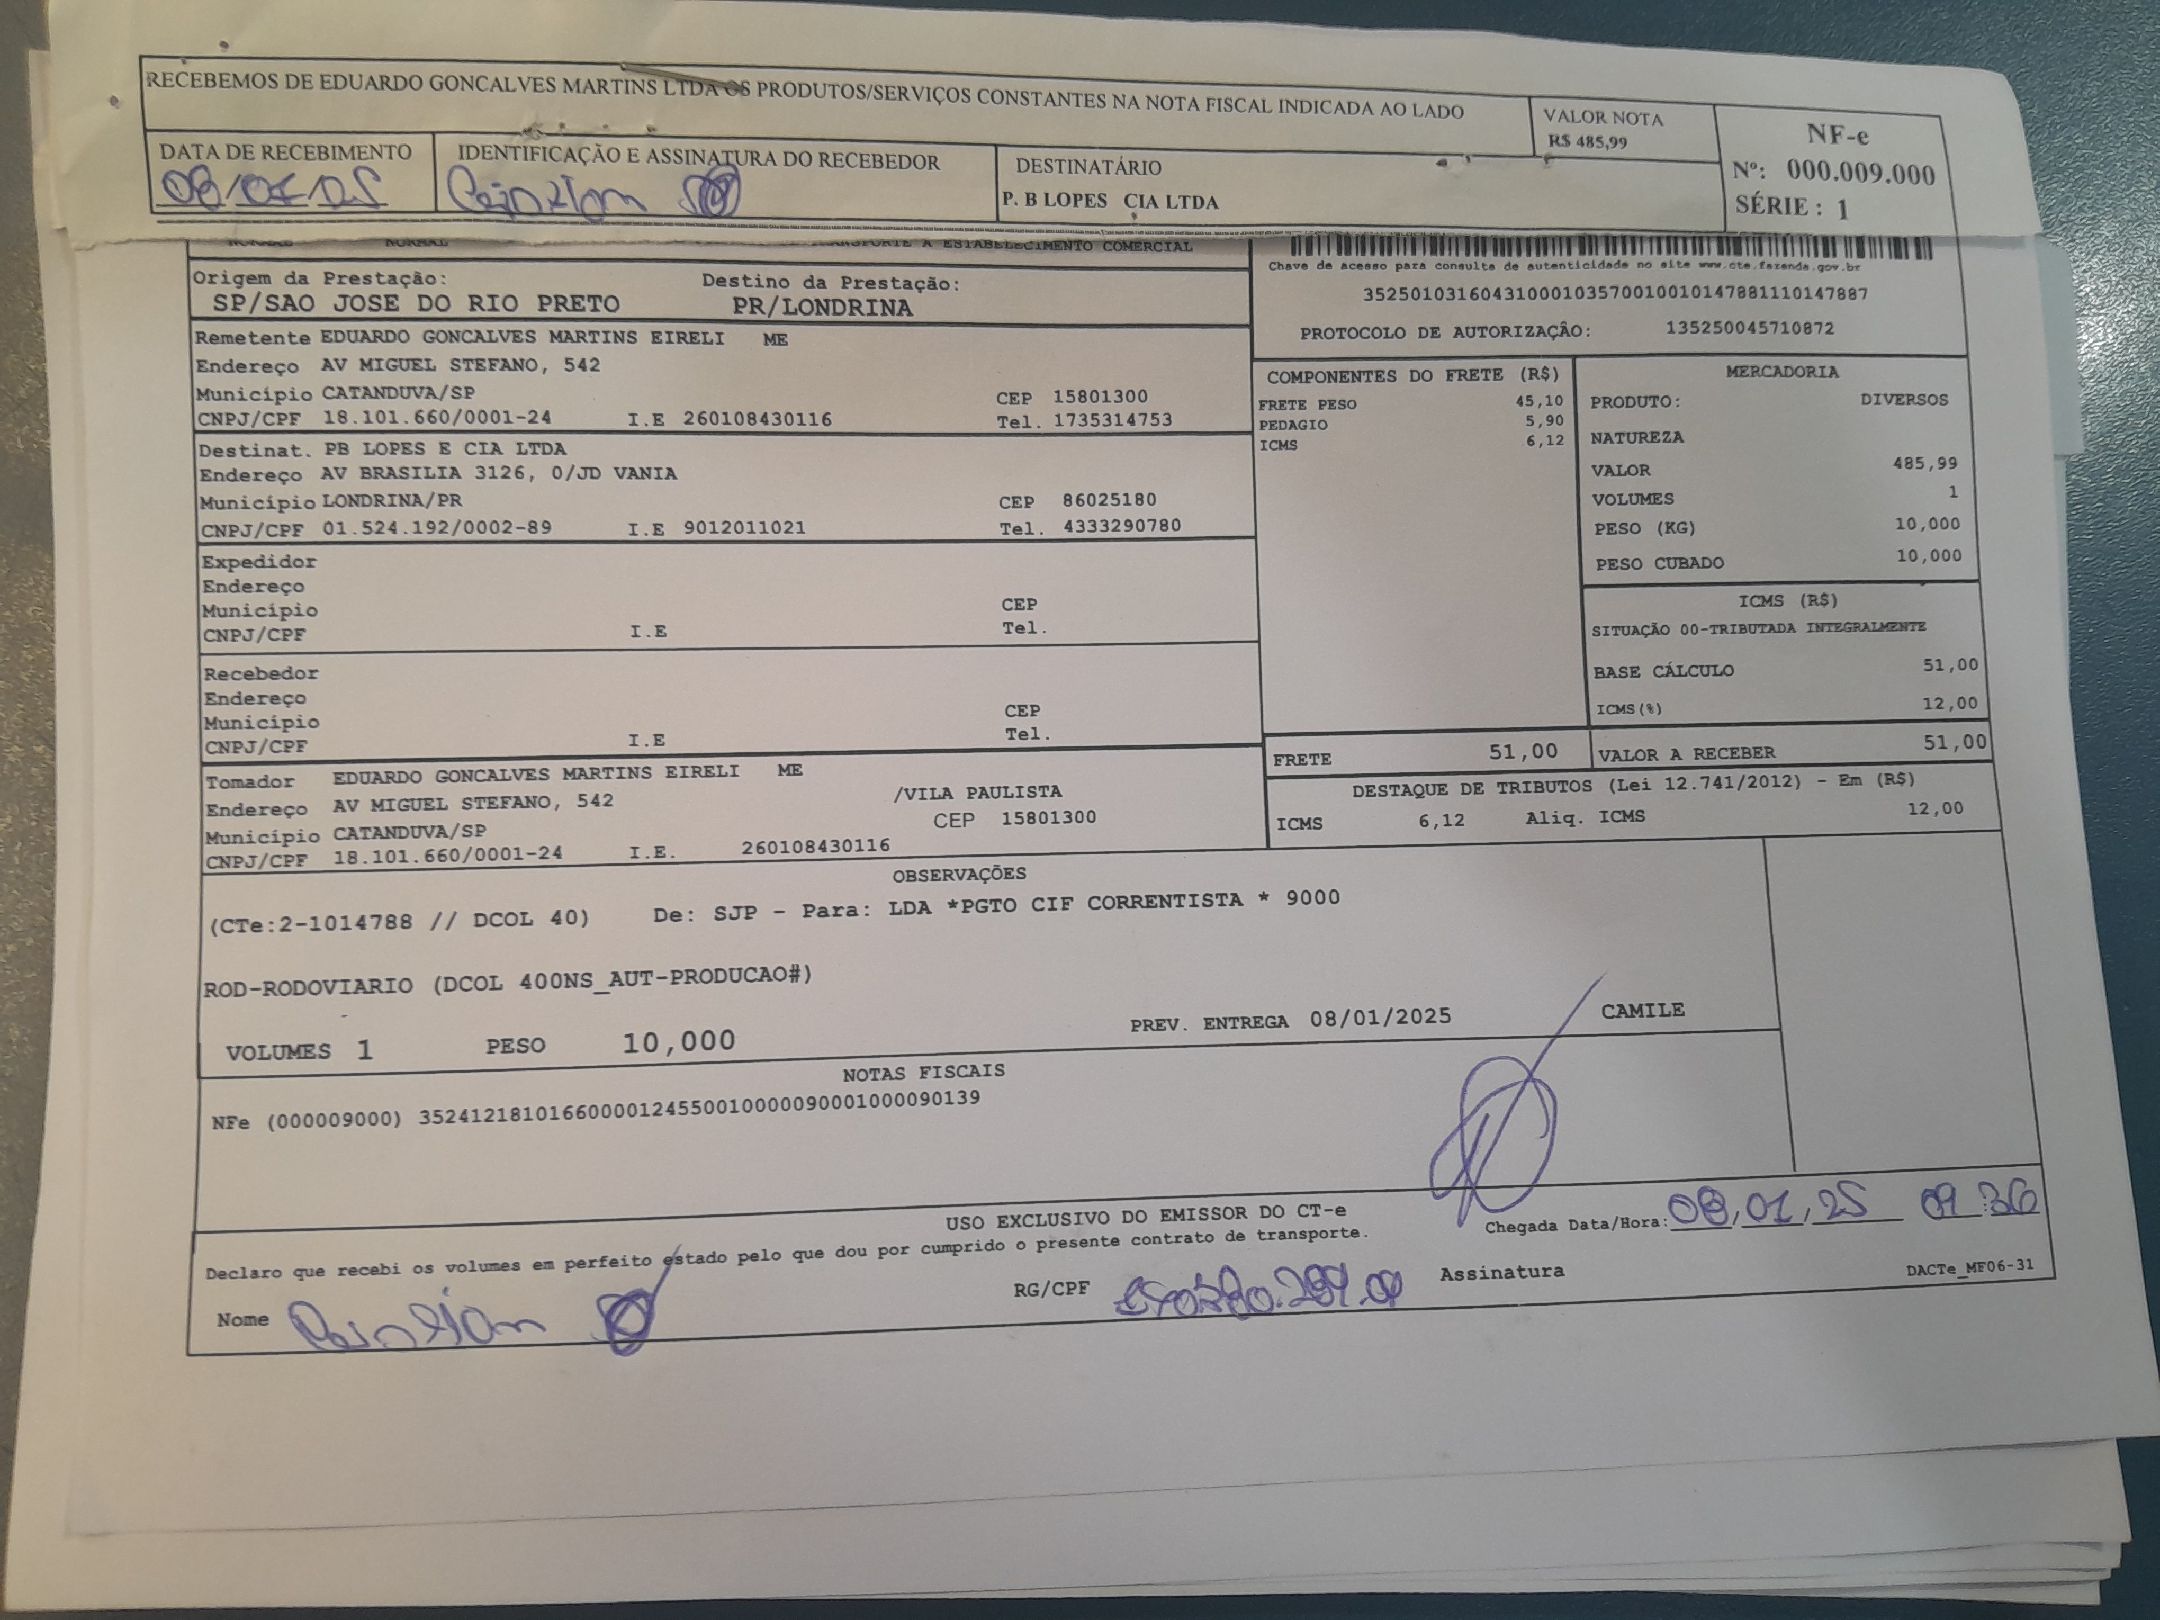 RECEBEMOS DE EDUARDO GONCALVES MARTINS LTDA OS PRODUTOS/SERVIÇOS CONSTANTES NA NOTA FISCAL INDICADA AO LADO
VALOR NOTA
R$ 485,99
NF-e
Nº: 000.009.000
SÉRIE: 1
DATA DE RECEBIMENTO
08/01/25
IDENTIFICAÇÃO E ASSINATURA DO RECEBEDOR
DESTINATÁRIO
P. B LOPES CIA LTDA
NORMAL NORMAL TRANSPORTE A ESTABELECIMENTO COMERCIAL
Chave de acesso para consulta de autenticidade no site www.cte.fazenda.gov.br
35250103160431000103570010010147881110147887
PROTOCOLO DE AUTORIZAÇÃO: 135250045710872
Origem da Prestação: Destino da Prestação:
SP/SAO JOSE DO RIO PRETO PR/LONDRINA
Remetente EDUARDO GONCALVES MARTINS EIRELI ME
Endereço AV MIGUEL STEFANO, 542
Município CATANDUVA/SP CEP 15801300
CNPJ/CPF 18.101.660/0001-24 I.E 260108430116 Tel. 1735314753
Destinat. PB LOPES E CIA LTDA
Endereço AV BRASILIA 3126, 0/JD VANIA
Município LONDRINA/PR CEP 86025180
CNPJ/CPF 01.524.192/0002-89 I.E 9012011021 Tel. 4333290780
Expedidor
Endereço
Município CEP
CNPJ/CPF I.E Tel.
Recebedor
Endereço
Município CEP
CNPJ/CPF I.E Tel.
Tomador EDUARDO GONCALVES MARTINS EIRELI ME
Endereço AV MIGUEL STEFANO, 542 /VILA PAULISTA
Município CATANDUVA/SP CEP 15801300
CNPJ/CPF 18.101.660/0001-24 I.E. 260108430116
COMPONENTES DO FRETE (R$)
FRETE PESO 45,10
PEDAGIO 5,90
ICMS 6,12
MERCADORIA
PRODUTO: DIVERSOS
NATUREZA
VALOR 485,99
VOLUMES 1
PESO (KG) 10,000
PESO CUBADO 10,000
ICMS (R$)
SITUAÇÃO 00-TRIBUTADA INTEGRALMENTE
BASE CÁLCULO 51,00
ICMS(%) 12,00
FRETE 51,00 VALOR A RECEBER 51,00
DESTAQUE DE TRIBUTOS (Lei 12.741/2012) - Em (R$)
ICMS 6,12 Aliq. ICMS 12,00
OBSERVAÇÕES
(CTe:2-1014788 // DCOL 40) De: SJP - Para: LDA *PGTO CIF CORRENTISTA * 9000
ROD-RODOVIARIO (DCOL 400NS_AUT-PRODUCAO#)
VOLUMES 1 PESO 10,000 PREV. ENTREGA 08/01/2025 CAMILE
NOTAS FISCAIS
NFe (000009000) 35241218101660000124550010000090001000090139
USO EXCLUSIVO DO EMISSOR DO CT-e
Declaro que recebi os volumes em perfeito estado pelo que dou por cumprido o presente contrato de transporte.
Chegada Data/Hora: 08,01,25 09:36
Nome RG/CPF Assinatura
DACTe_MF06-31